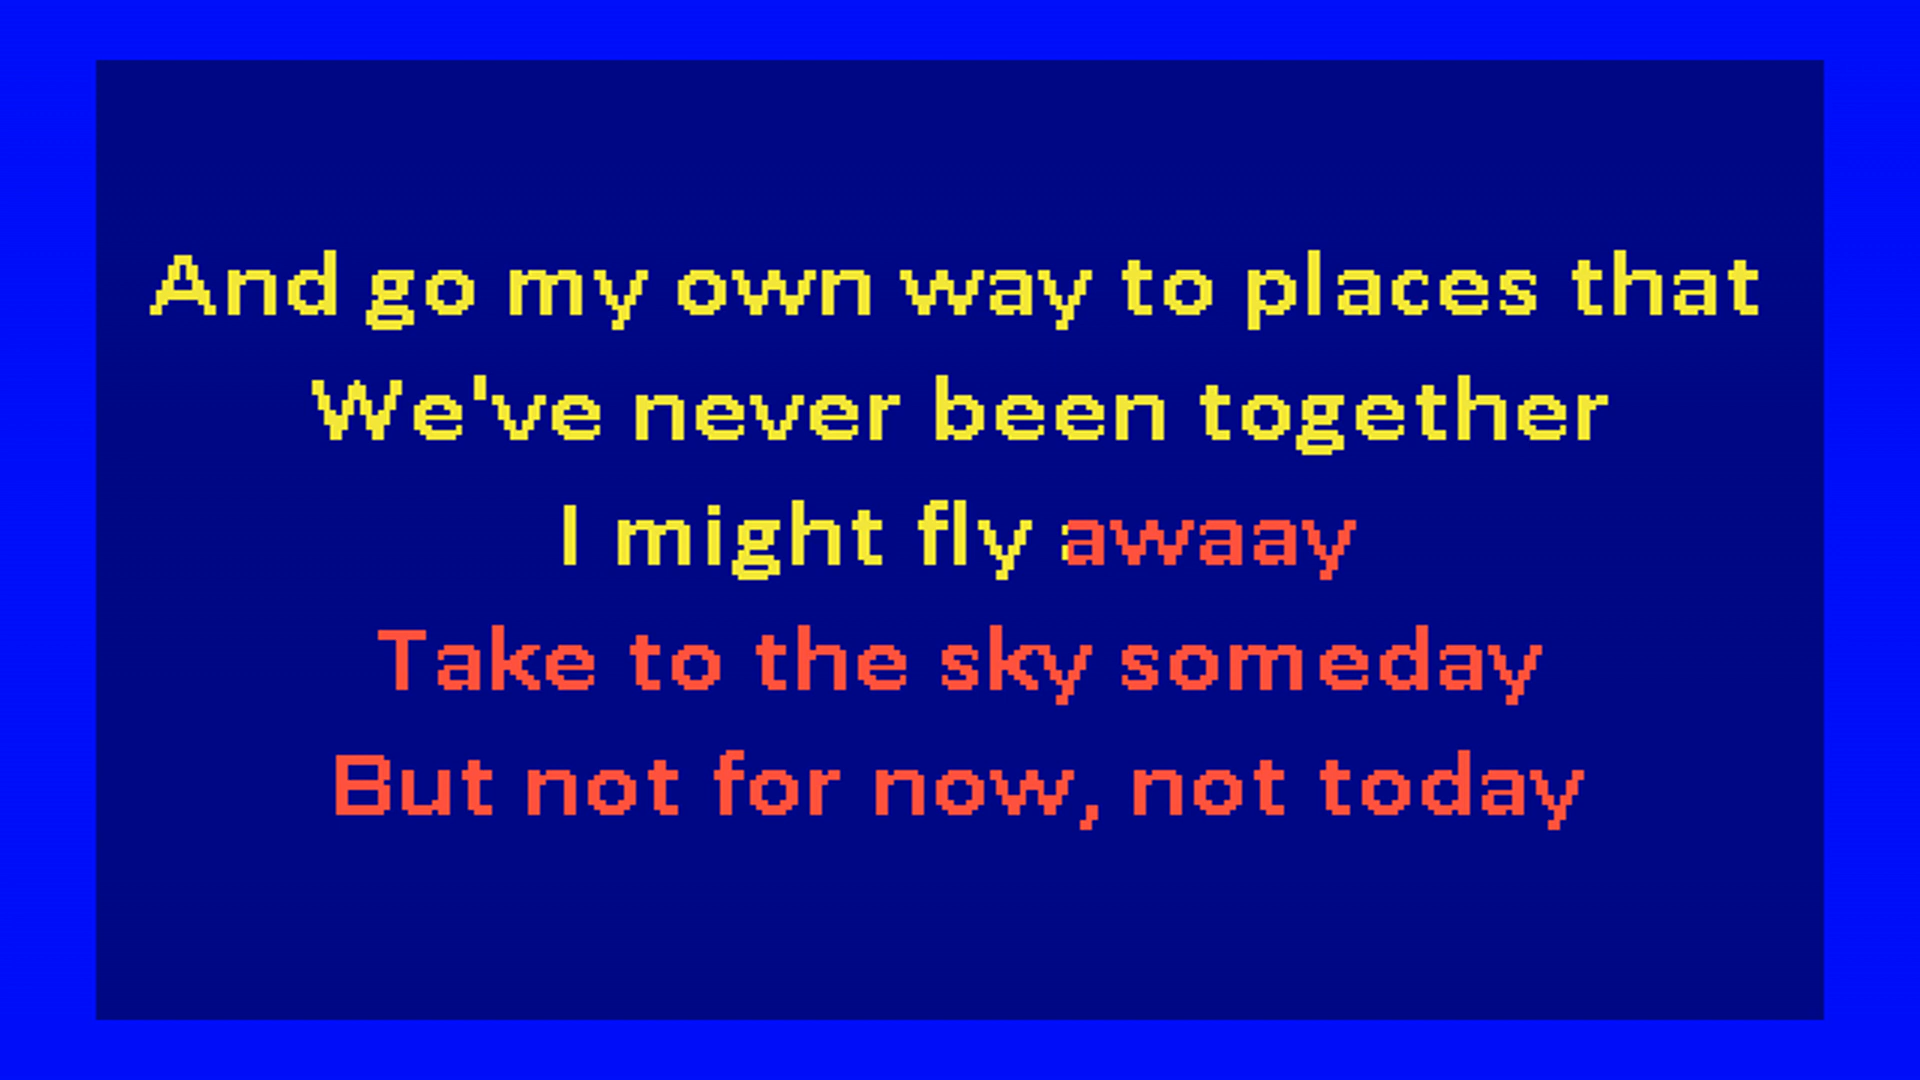 And go my own way to places that
We've never been together
I might fly awaay
Take to the sky someday
But not for now, not today